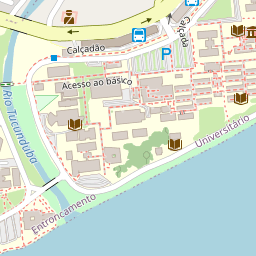 Calçadão
Calçada
P
Acesso ao básico
Rio Tucunduba
Universitário
Entroncamento